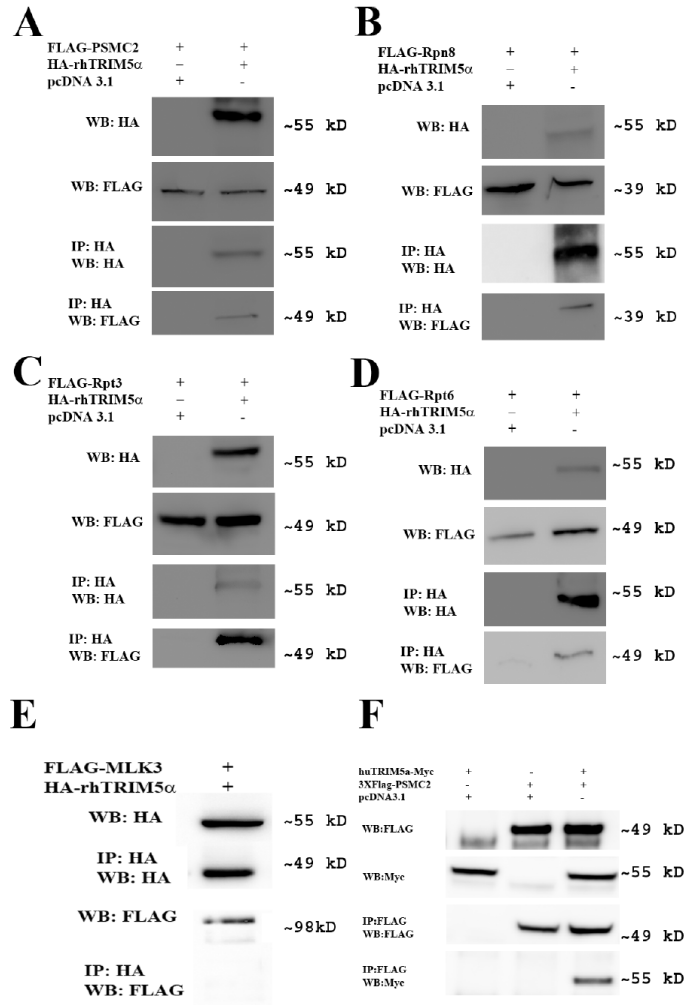 A
FLAG-PSMC2 + +
HA-rhTRIM5α – +
pcDNA 3.1 + -
WB: HA ~55 kD
WB: FLAG ~49 kD
IP: HA
WB: HA ~55 kD
IP: HA
WB: FLAG ~49 kD
B
FLAG-Rpn8 + +
HA-rhTRIM5α – +
pcDNA 3.1 + -
WB: HA ~55 kD
WB: FLAG ~39 kD
IP: HA
WB: HA ~55 kD
IP: HA
WB: FLAG ~39 kD
C
FLAG-Rpt3 + +
HA-rhTRIM5α – +
pcDNA 3.1 + -
WB: HA ~55 kD
WB: FLAG ~49 kD
IP: HA
WB: HA ~55 kD
IP: HA
WB: FLAG ~49 kD
D
FLAG-Rpt6 + +
HA-rhTRIM5α – +
pcDNA 3.1 + -
WB: HA ~55 kD
WB: FLAG ~49 kD
IP: HA
WB: HA ~55 kD
IP: HA
WB: FLAG ~49 kD
E
FLAG-MLK3 +
HA-rhTRIM5α +
WB: HA ~55 kD
IP: HA ~49 kD
WB: HA
WB: FLAG ~98kD
IP: HA
WB: FLAG
F
huTRIM5a-Myc + - +
3XFlag-PSMC2 - + +
pcDNA3.1 + + -
WB:FLAG ~49 kD
WB:Myc ~55 kD
IP:FLAG
WB:FLAG ~49 kD
IP:FLAG
WB:Myc ~55 kD